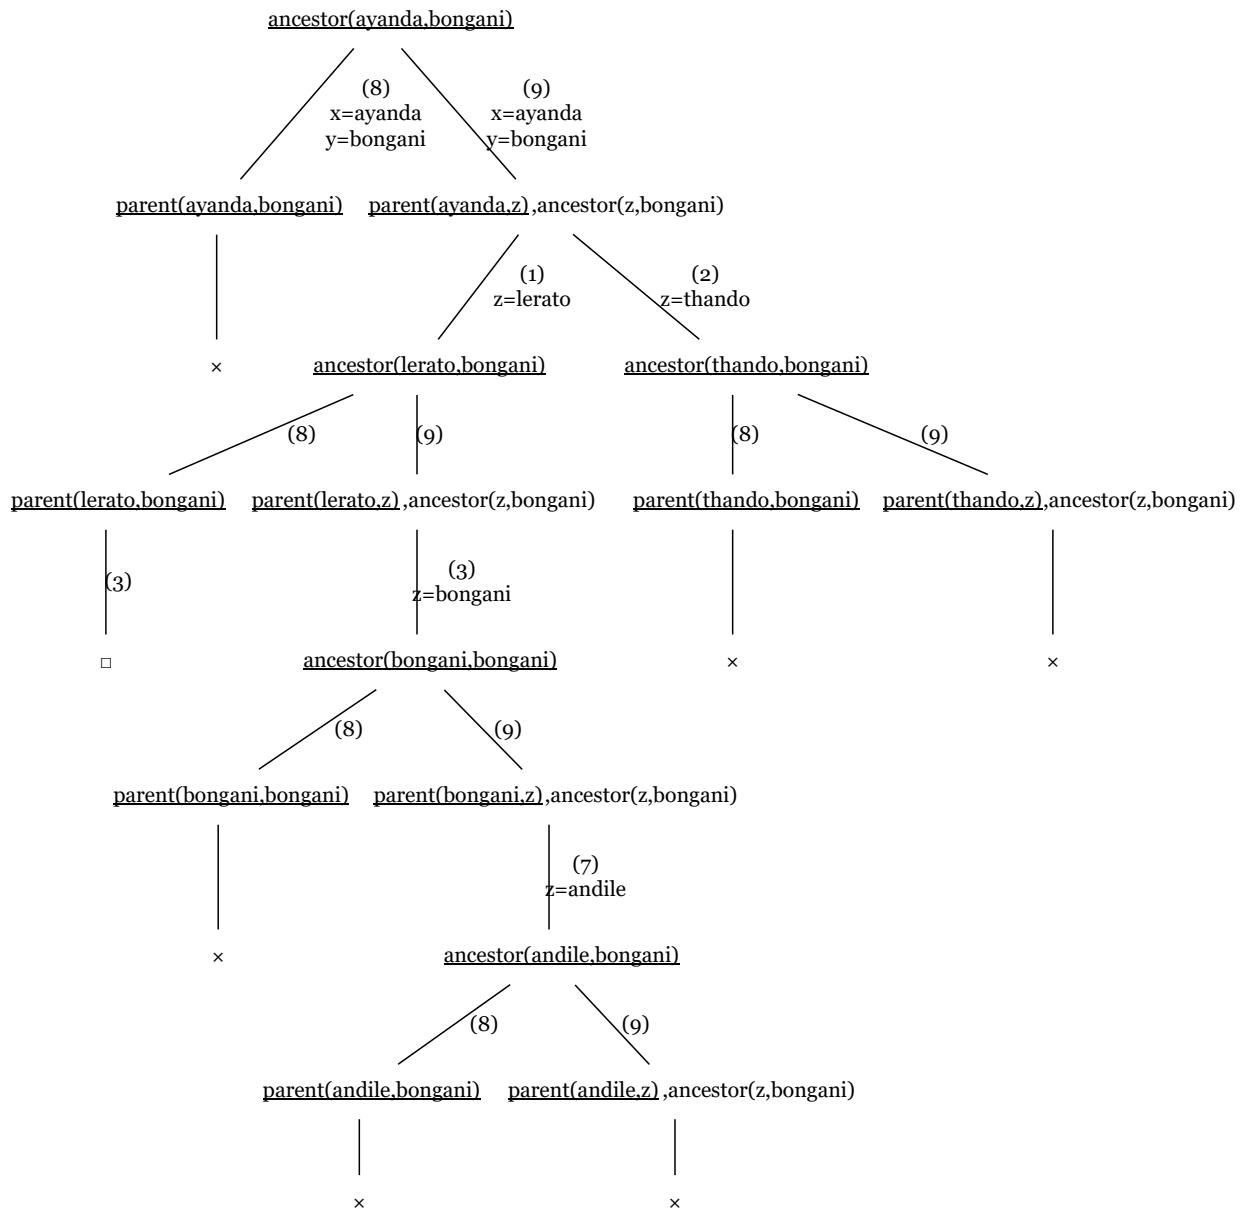 ancestor(ayanda,bongani)
(8)
x=ayanda
y=bongani
(9)
x=ayanda
y=bongani
parent(ayanda,bongani)
parent(ayanda,z),ancestor(z,bongani)
(1)
z=lerato
(2)
z=thando
×
ancestor(lerato,bongani)
ancestor(thando,bongani)
(8)
(9)
(8)
(9)
parent(lerato,bongani)
parent(lerato,z),ancestor(z,bongani)
parent(thando,bongani)
parent(thando,z),ancestor(z,bongani)
(3)
(3)
z=bongani
□
ancestor(bongani,bongani)
×
×
(8)
(9)
parent(bongani,bongani)
parent(bongani,z),ancestor(z,bongani)
(7)
z=andile
×
ancestor(andile,bongani)
(8)
(9)
parent(andile,bongani)
parent(andile,z),ancestor(z,bongani)
×
×